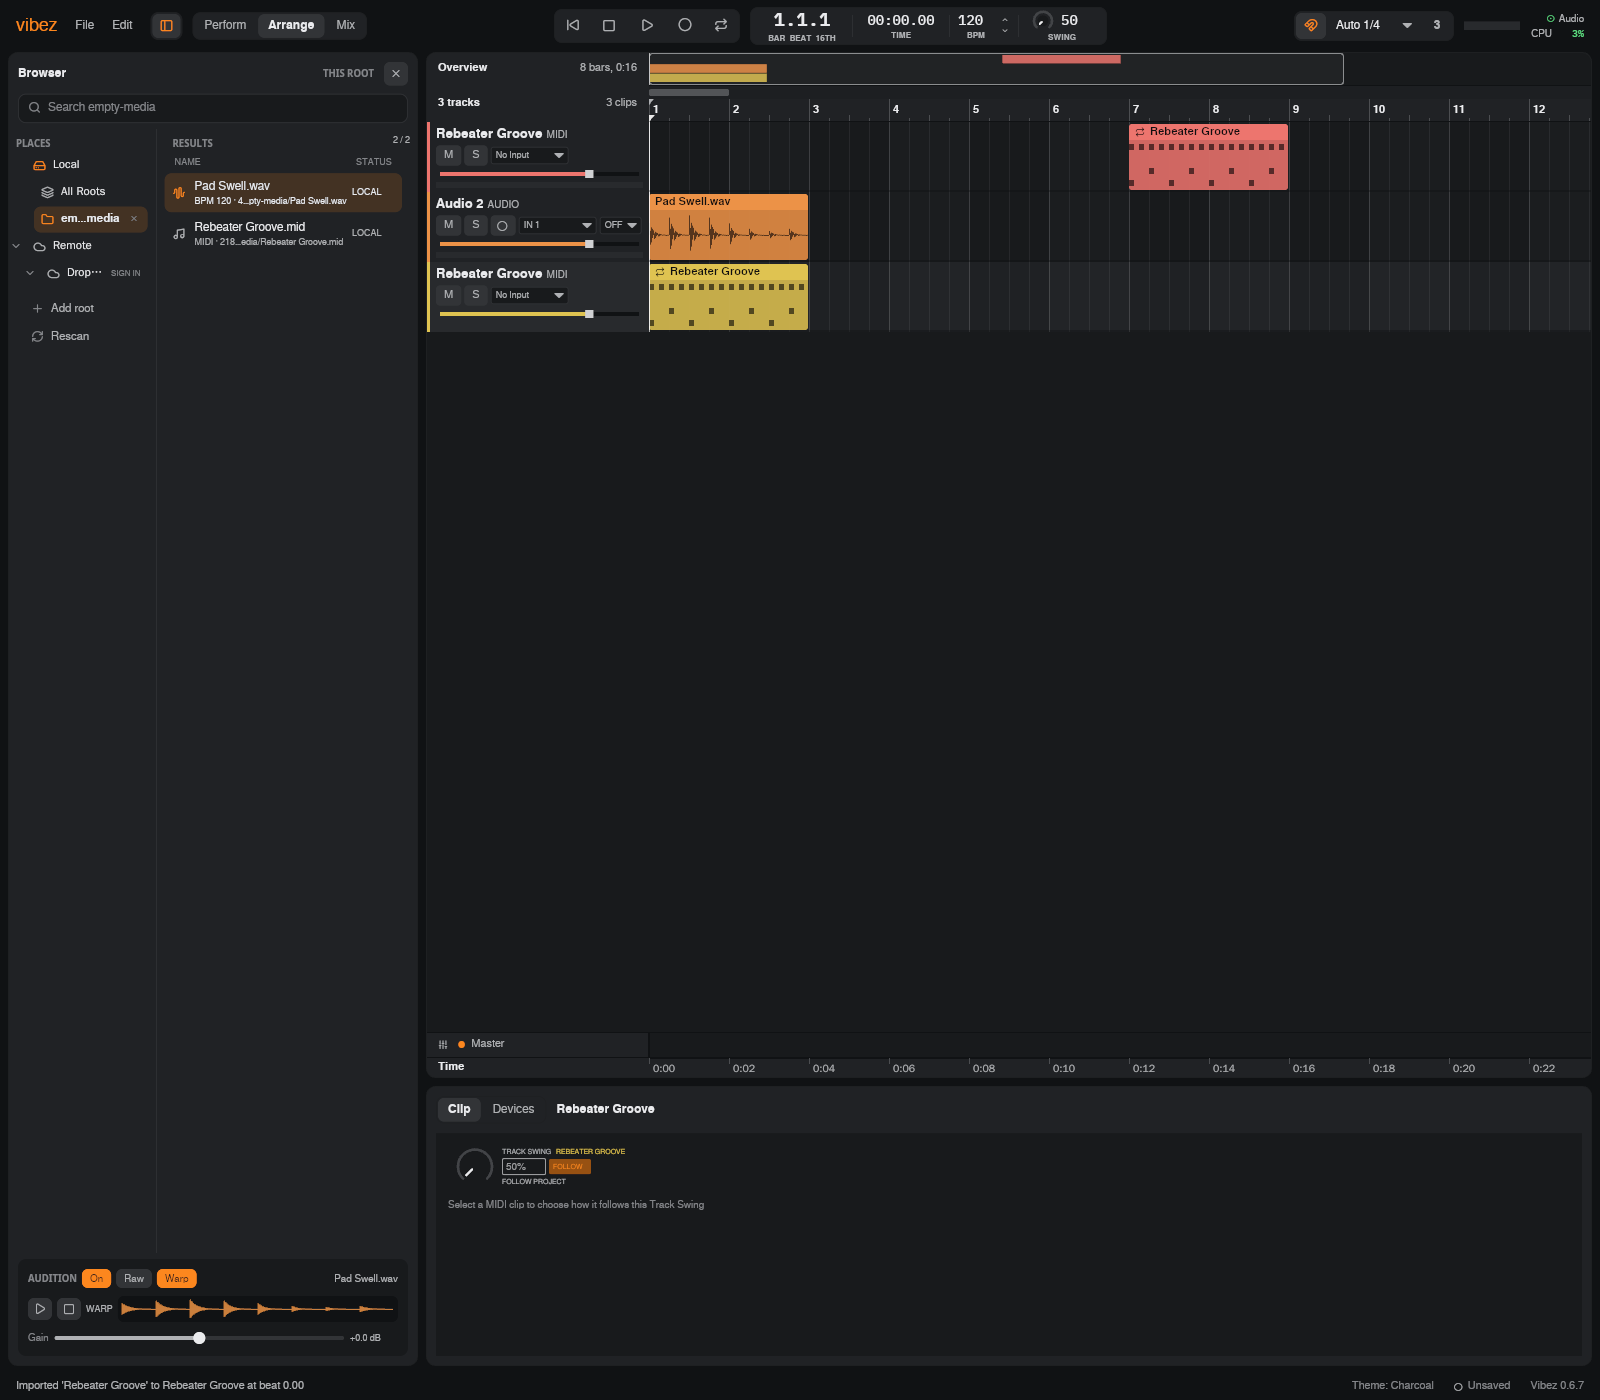 vibez File Edit Perform Arrange Mix
1.1.1 00:00.00 120 50
BAR BEAT 16TH TIME BPM SWING
Auto 1/4 3
Audio
CPU 3%
Browser THIS ROOT
Search empty-media
PLACES
Local
All Roots
em...media
Remote
Drop··· SIGN IN
Add root
Rescan
RESULTS 2 / 2
NAME STATUS
Pad Swell.wav
BPM 120 · 4...pty-media/Pad Swell.wav
LOCAL
Rebeater Groove.mid
MIDI · 218...edia/Rebeater Groove.mid
LOCAL
AUDITION On Raw Warp Pad Swell.wav
WARP
Gain +0.0 dB
Overview 8 bars, 0:16
3 tracks 3 clips
1 2 3 4 5 6 7 8 9 10 11 12
Rebeater Groove MIDI
M S No Input
Rebeater Groove
Audio 2 AUDIO
M S IN 1 OFF
Pad Swell.wav
Rebeater Groove MIDI
M S No Input
Rebeater Groove
Master
Time 0:00 0:02 0:04 0:06 0:08 0:10 0:12 0:14 0:16 0:18 0:20 0:22
Clip Devices Rebeater Groove
TRACK SWING REBEATER GROOVE
50% FOLLOW
FOLLOW PROJECT
Select a MIDI clip to choose how it follows this Track Swing
Imported 'Rebeater Groove' to Rebeater Groove at beat 0.00
Theme: Charcoal Unsaved Vibez 0.6.7